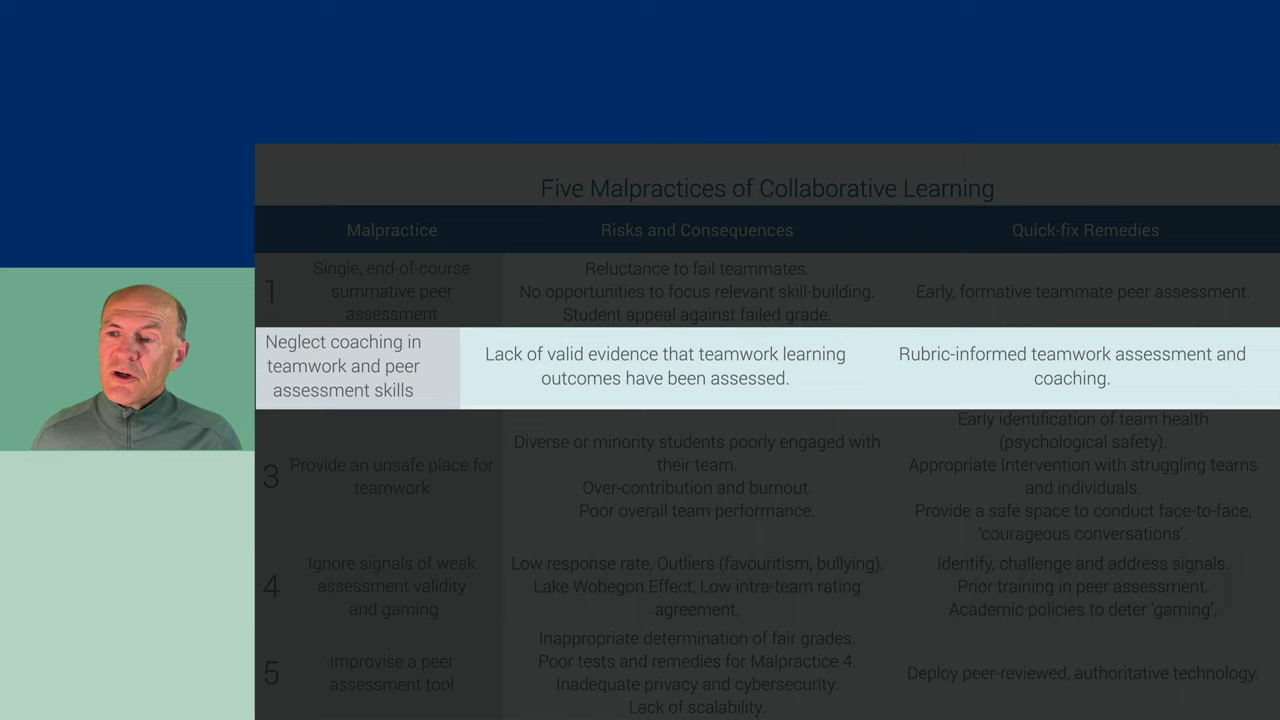 Five Malpractices of Collaborative Learning
Malpractice
Risks and Consequences
Quick-fix Remedies
1
Single, end-of-course
summative peer
assessment
Reluctance to fail teammates.
No opportunities to focus relevant skill-building.
Student appeal against failed grade.
Early, formative teammate peer assessment.
Neglect coaching in
teamwork and peer
assessment skills
Lack of valid evidence that teamwork learning
outcomes have been assessed.
Rubric-informed teamwork assessment and
coaching.
3
Provide an unsafe place for
teamwork
Diverse or minority students poorly engaged with
their team.
Over-contribution and burnout.
Poor overall team performance.
Early identification of team health
(psychological safety).
Appropriate Intervention with struggling teams
and individuals.
Provide a safe space to conduct face-to-face,
'courageous conversations'.
4
Ignore signals of weak
assessment validity
and gaming
Low response rate, Outliers (favouritism, bullying),
Lake Wobegon Effect, Low intra-team rating
agreement.
Identify, challenge and address signals.
Prior training in peer assessment.
Academic policies to deter 'gaming'.
5
Improvise a peer
assessment tool
Inappropriate determination of fair grades.
Poor tests and remedies for Malpractice 4.
Inadequate privacy and cybersecurity.
Lack of scalability.
Deploy peer-reviewed, authoritative technology.